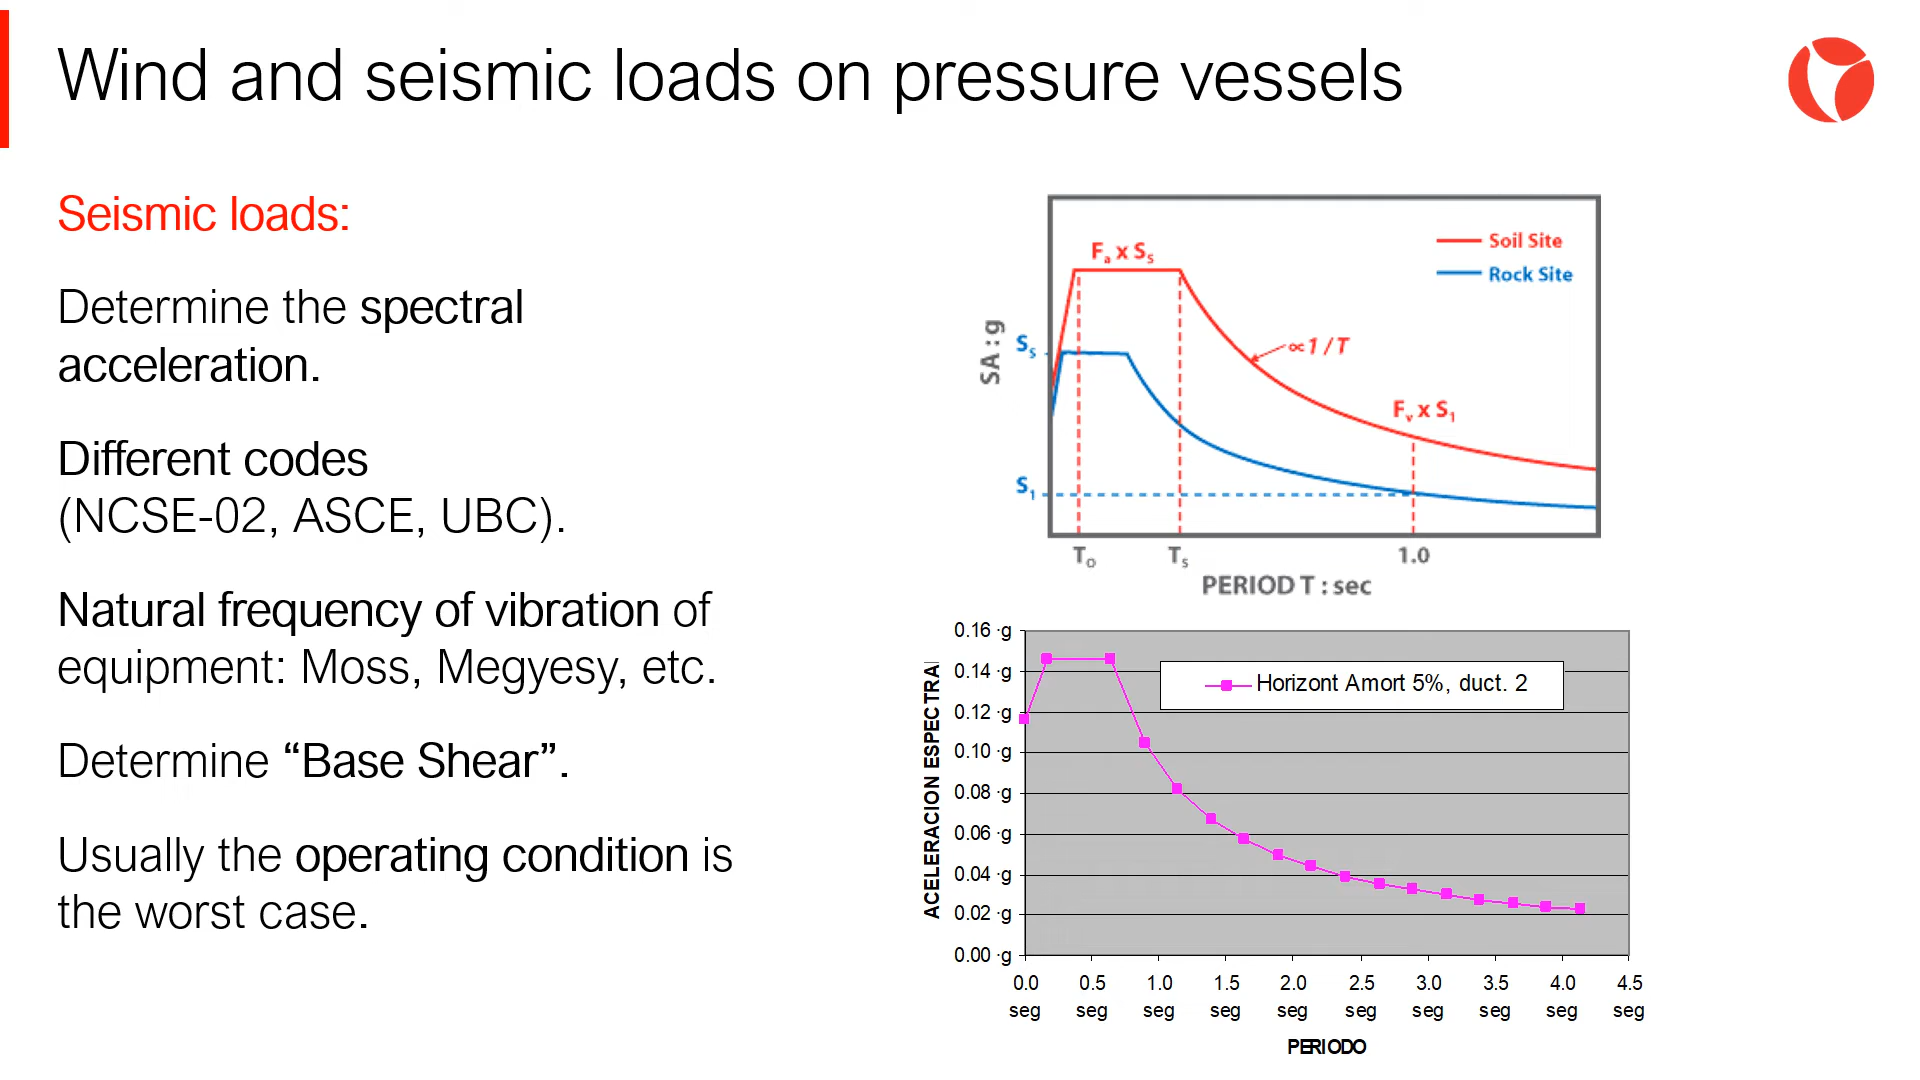 Wind and seismic loads on pressure vessels
Seismic loads:
Determine the spectral
acceleration.
Different codes
(NCSE-02, ASCE, UBC).
Natural frequency of vibration of
equipment: Moss, Megyesy, etc.
Determine “Base Shear”.
Usually the operating condition is
the worst case.
Fa x SS
Soil Site
Rock Site
SA : g
SS
∝1/T
Fv x S1
S1
TO TS 1.0
PERIOD T : sec
ACELERACION ESPECTRAL
0.16 ·g
0.14 ·g
0.12 ·g
0.10 ·g
0.08 ·g
0.06 ·g
0.04 ·g
0.02 ·g
0.00 ·g
Horizont Amort 5%, duct. 2
0.0 0.5 1.0 1.5 2.0 2.5 3.0 3.5 4.0 4.5
seg seg seg seg seg seg seg seg seg seg
PERIODO